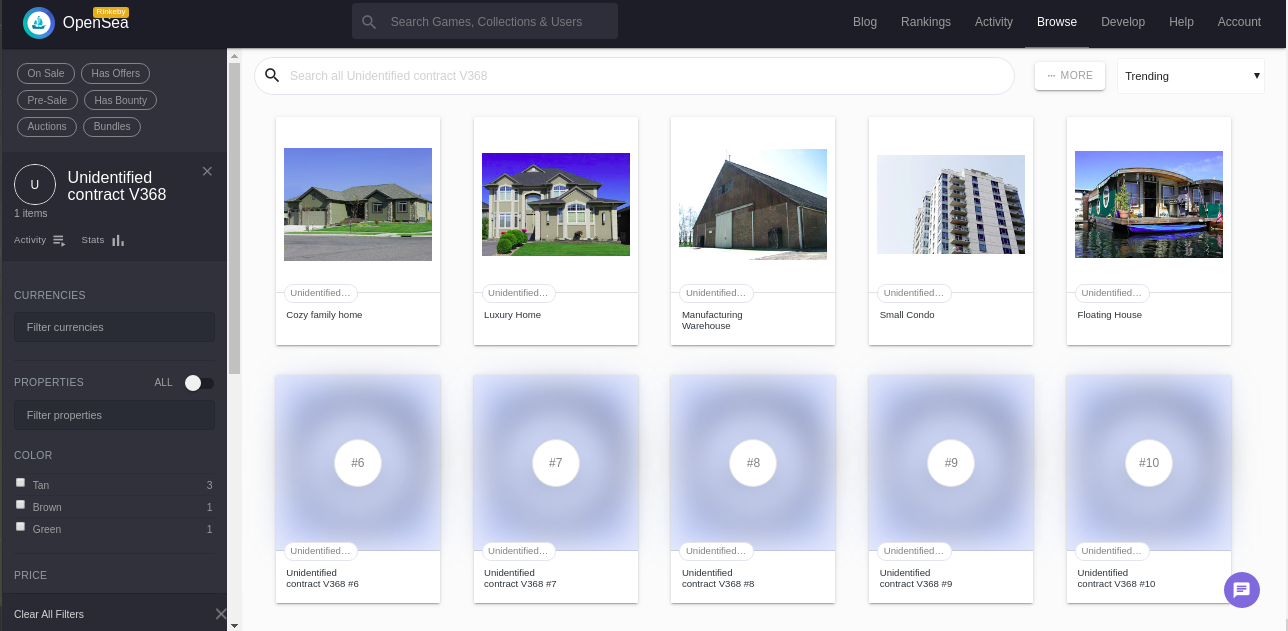 Rinkeby
OpenSea
Search Games, Collections & Users
Blog
Rankings
Activity
Browse
Develop
Help
Account
On Sale
Has Offers
Pre-Sale
Has Bounty
Auctions
Bundles
U
Unidentified
contract V368
1 items
Activity
Stats
CURRENCIES
Filter currencies
PROPERTIES
ALL
Filter properties
COLOR
Tan 3
Brown 1
Green 1
PRICE
Clear All Filters
Search all Unidentified contract V368
··· MORE
Trending
Unidentified…
Cozy family home
Unidentified…
Luxury Home
Unidentified…
Manufacturing
Warehouse
Unidentified…
Small Condo
Unidentified…
Floating House
#6
Unidentified…
Unidentified
contract V368 #6
#7
Unidentified…
Unidentified
contract V368 #7
#8
Unidentified…
Unidentified
contract V368 #8
#9
Unidentified…
Unidentified
contract V368 #9
#10
Unidentified…
Unidentified
contract V368 #10